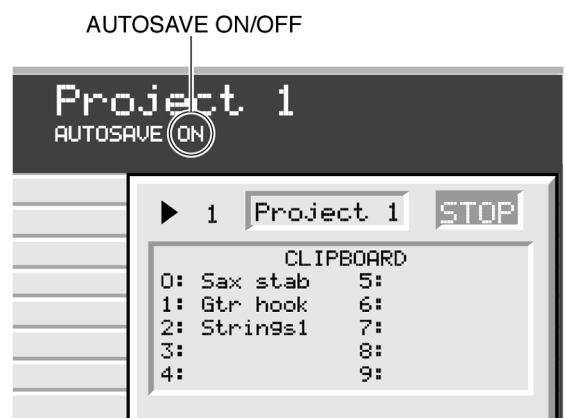 AUTOSAVE ON/OFF
Project 1
AUTOSAVE ON
1 Project 1 STOP
CLIPBOARD
0: Sax stab 5:
1: Gtr hook 6:
2: Strings1 7:
3: 8:
4: 9: